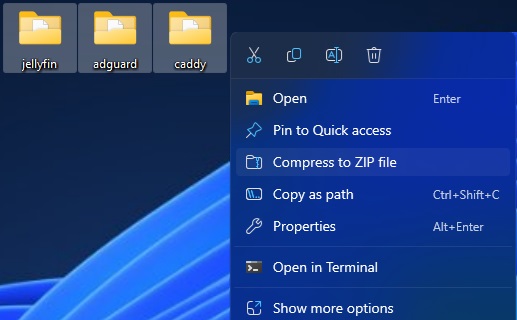 jellyfin adguard caddy
Open Enter
Pin to Quick access
Compress to ZIP file
Copy as path Ctrl+Shift+C
Properties Alt+Enter
Open in Terminal
Show more options